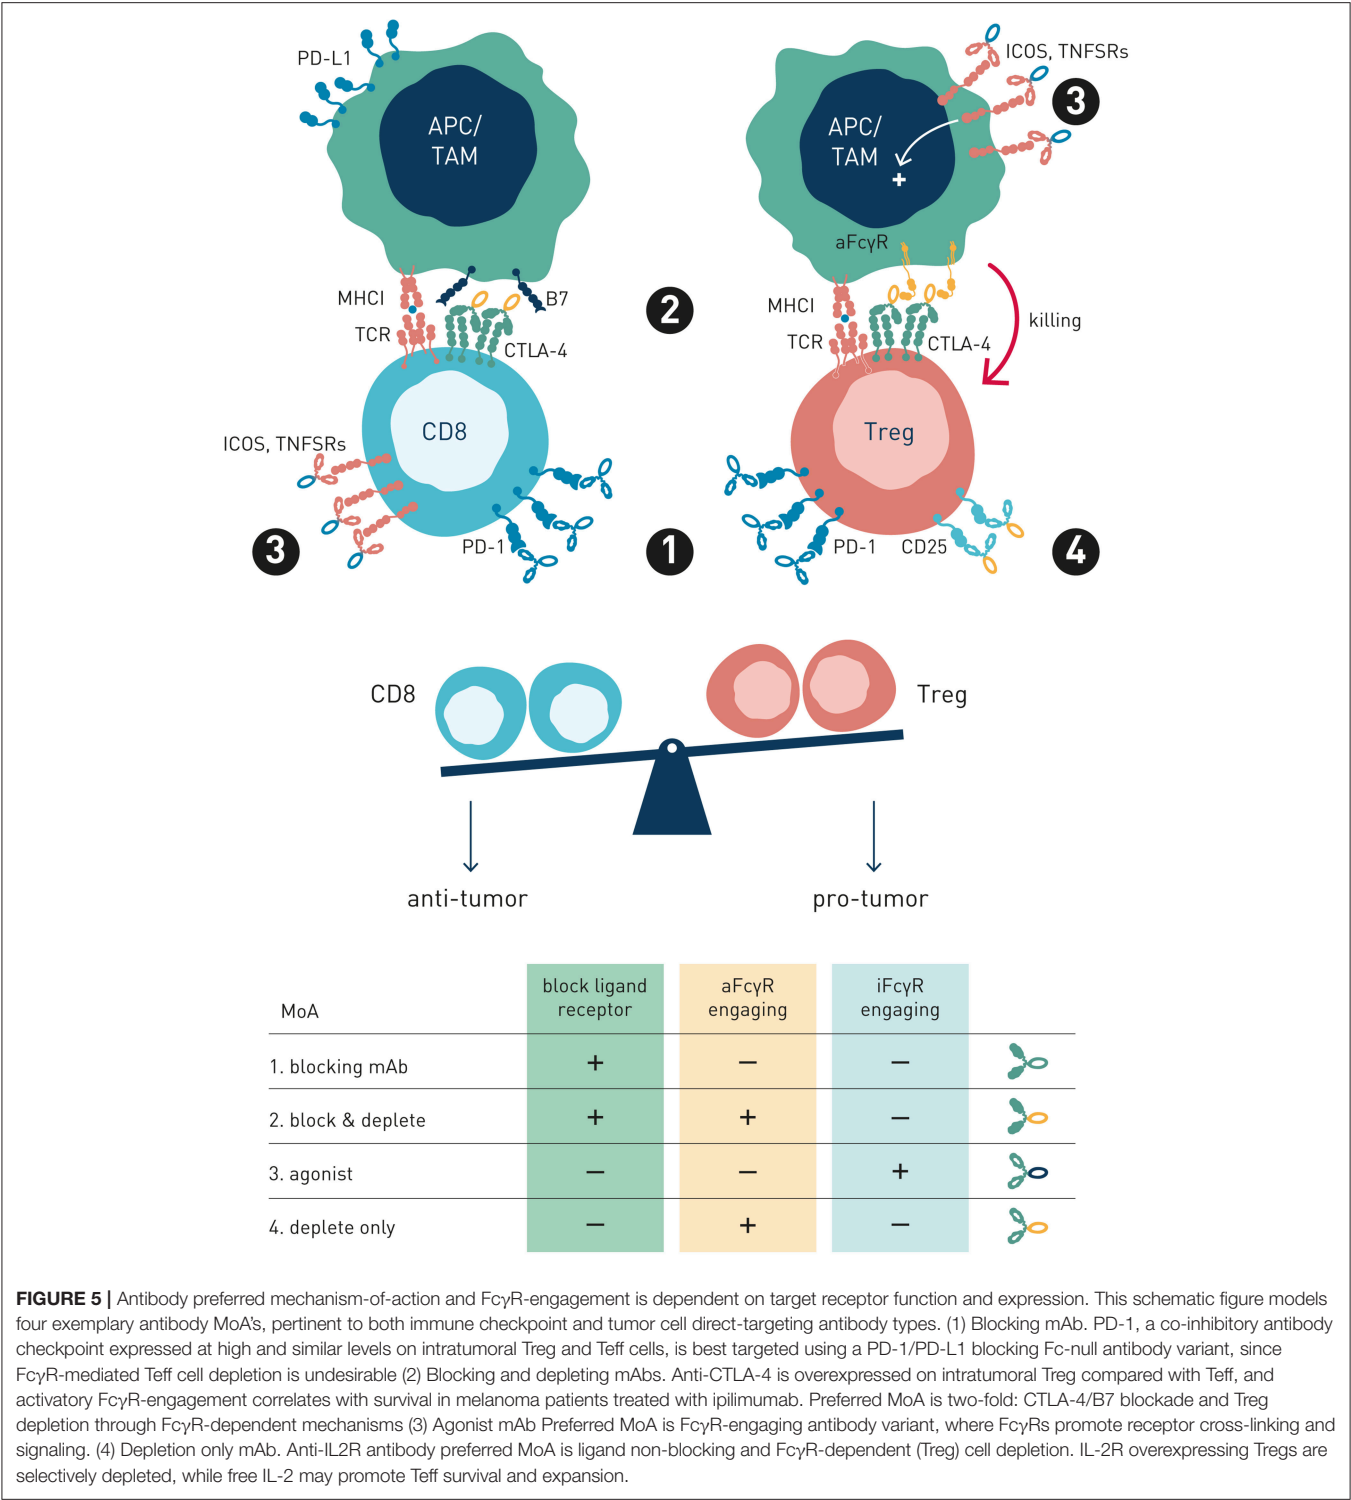 PD-L1
APC/
TAM
MHCI
TCR
B7
CTLA-4
2
CD8
ICOS, TNFSRs
3
PD-1
1
ICOS, TNFSRs
3
APC/
TAM
+
aFcγR
MHCI
TCR
CTLA-4
killing
Treg
PD-1
CD25
4
CD8
Treg
anti-tumor
pro-tumor
MoA
block ligand
receptor
aFcγR
engaging
iFcγR
engaging
1. blocking mAb + – –
2. block & deplete + + –
3. agonist – – +
4. deplete only – + –
FIGURE 5 | Antibody preferred mechanism-of-action and FcγR-engagement is dependent on target receptor function and expression. This schematic figure models
four exemplary antibody MoA's, pertinent to both immune checkpoint and tumor cell direct-targeting antibody types. (1) Blocking mAb. PD-1, a co-inhibitory antibody
checkpoint expressed at high and similar levels on intratumoral Treg and Teff cells, is best targeted using a PD-1/PD-L1 blocking Fc-null antibody variant, since
FcγR-mediated Teff cell depletion is undesirable (2) Blocking and depleting mAbs. Anti-CTLA-4 is overexpressed on intratumoral Treg compared with Teff, and
activatory FcγR-engagement correlates with survival in melanoma patients treated with ipilimumab. Preferred MoA is two-fold: CTLA-4/B7 blockade and Treg
depletion through FcγR-dependent mechanisms (3) Agonist mAb Preferred MoA is FcγR-engaging antibody variant, where FcγRs promote receptor cross-linking and
signaling. (4) Depletion only mAb. Anti-IL2R antibody preferred MoA is ligand non-blocking and FcγR-dependent (Treg) cell depletion. IL-2R overexpressing Tregs are
selectively depleted, while free IL-2 may promote Teff survival and expansion.